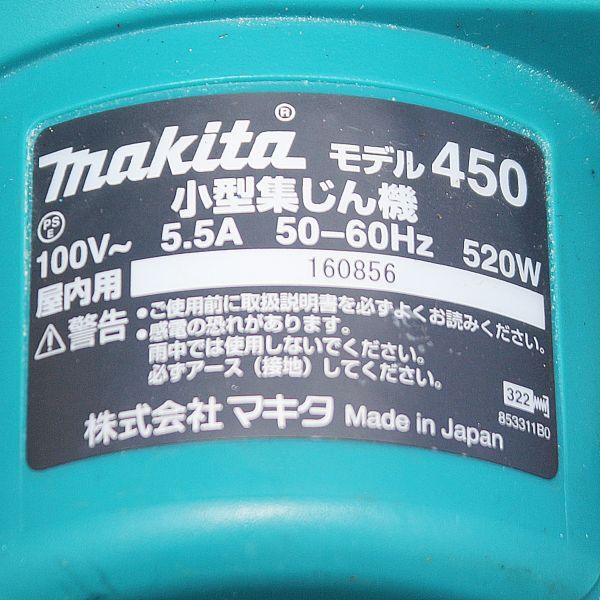 makita® モデル 450
小型集じん機
PS
E
100V~ 5.5A 50-60Hz 520W
屋内用 160856
⚠警告 •ご使用前に取扱説明書を必ずよくお読みください。
•感電の恐れがあります。
雨中では使用しないでください。
必ずアース（接地）してください。
322
株式会社 マキタ Made in Japan
853311B0